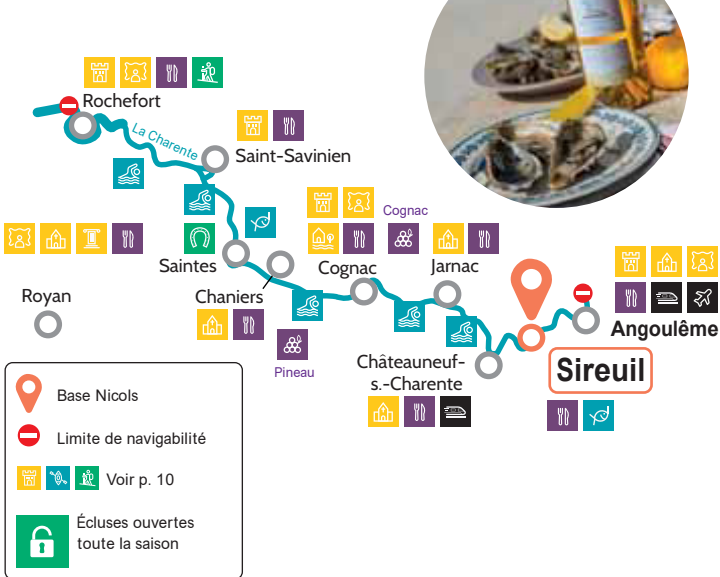 Rochefort
La Charente
Saint-Savinien
Cognac
Saintes
Cognac
Jarnac
Royan
Chaniers
Angoulême
Pineau
Châteauneuf-
s.-Charente
Sireuil
Base Nicols
Limite de navigabilité
Voir p. 10
Écluses ouvertes
toute la saison